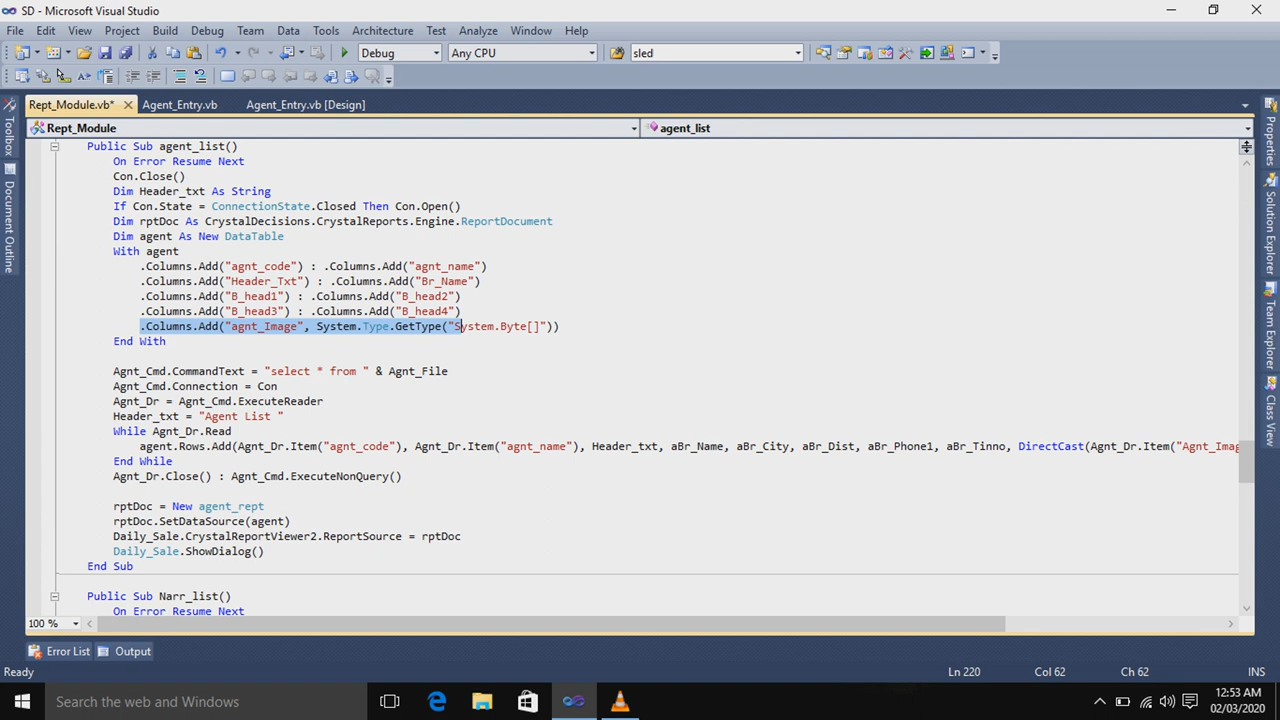 SD - Microsoft Visual Studio
File Edit View Project Build Debug Team Data Tools Architecture Test Analyze Window Help
Debug Any CPU sled
Rept_Module.vb* Agent_Entry.vb Agent_Entry.vb [Design]
Rept_Module agent_list
Public Sub agent_list()
On Error Resume Next
Con.Close()
Dim Header_txt As String
If Con.State = ConnectionState.Closed Then Con.Open()
Dim rptDoc As CrystalDecisions.CrystalReports.Engine.ReportDocument
Dim agent As New DataTable
With agent
.Columns.Add("agnt_code") : .Columns.Add("agnt_name")
.Columns.Add("Header_Txt") : .Columns.Add("Br_Name")
.Columns.Add("B_head1") : .Columns.Add("B_head2")
.Columns.Add("B_head3") : .Columns.Add("B_head4")
.Columns.Add("agnt_Image", System.Type.GetType("System.Byte[]"))
End With
Agnt_Cmd.CommandText = "select * from " & Agnt_File
Agnt_Cmd.Connection = Con
Agnt_Dr = Agnt_Cmd.ExecuteReader
Header_txt = "Agent List "
While Agnt_Dr.Read
agent.Rows.Add(Agnt_Dr.Item("agnt_code"), Agnt_Dr.Item("agnt_name"), Header_txt, aBr_Name, aBr_City, aBr_Dist, aBr_Phone1, aBr_Tinno, DirectCast(Agnt_Dr.Item("Agnt_Imag
End While
Agnt_Dr.Close() : Agnt_Cmd.ExecuteNonQuery()
rptDoc = New agent_rept
rptDoc.SetDataSource(agent)
Daily_Sale.CrystalReportViewer2.ReportSource = rptDoc
Daily_Sale.ShowDialog()
End Sub
Public Sub Narr_list()
On Error Resume Next
100 %
Toolbox
Document Outline
Properties
Solution Explorer
Team Explorer
Class View
Error List Output
Ready Ln 220 Col 62 Ch 62 INS
Search the web and Windows
12:53 AM
02/03/2020